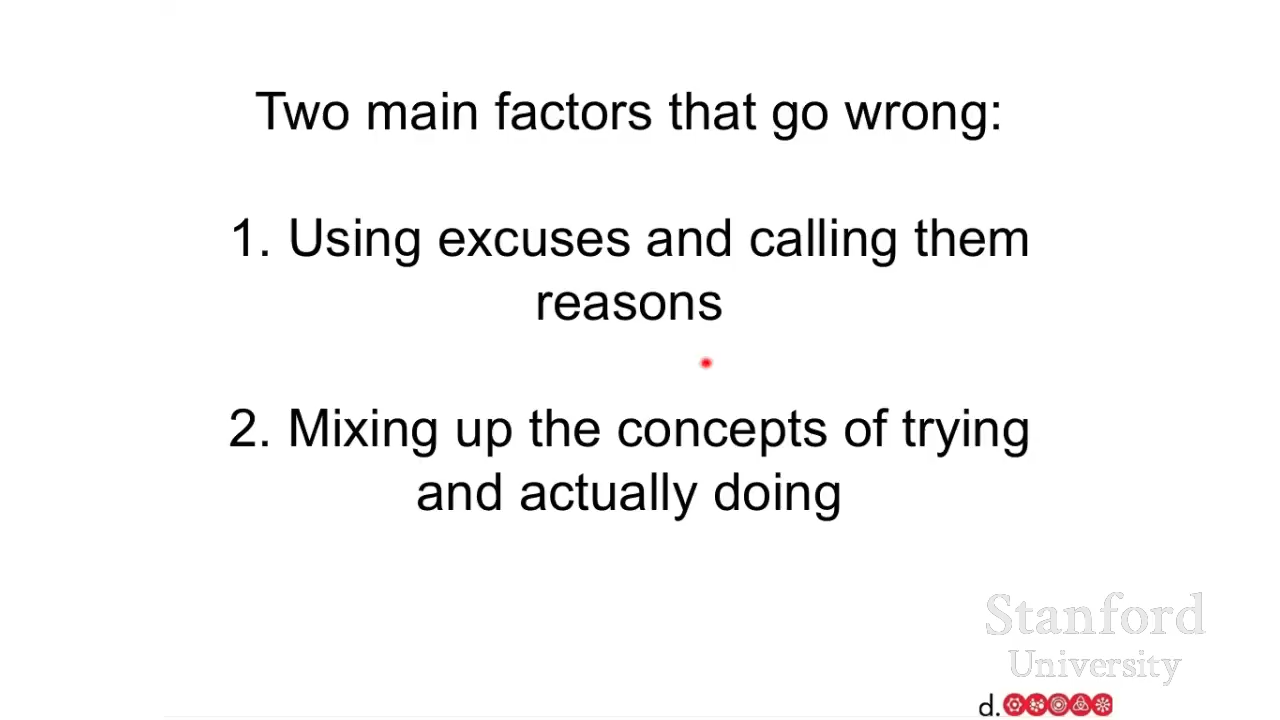 Two main factors that go wrong:
1. Using excuses and calling them
reasons
2. Mixing up the concepts of trying
and actually doing
Stanford
University
d.